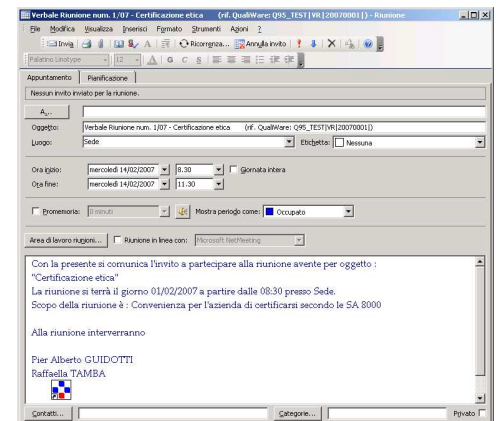 Verbale Riunione num. 1/07 - Certificazione etica (rif. QualiWare: Q95_TEST|VR|20070001|) - Riunione
File Modifica Visualizza Inserisci Formato Strumenti Azioni ?
Invia Ricorrenza... Annulla invito
Palatino Linotype 12 A G C S
Appuntamento Pianificazione
Nessun invito inviato per la riunione.
A...
Oggetto: Verbale Riunione num. 1/07 - Certificazione etica (rif. QualiWare: Q95_TEST|VR|20070001|)
Luogo: Sede Etichetta: Nessuna
Ora inizio: mercoledì 14/02/2007 8.30 Giornata intera
Ora fine: mercoledì 14/02/2007 11.30
Promemoria: 0 minuti Mostra periodo come: Occupato
Area di lavoro riunioni... Riunione in linea con: Microsoft NetMeeting
Con la presente si comunica l'invito a partecipare alla riunione avente per oggetto :
"Certificazione etica"
La riunione si terrà il giorno 01/02/2007 a partire dalle 08:30 presso Sede.
Scopo della riunione è : Convenienza per l'azienda di certificarsi secondo le SA 8000
Alla riunione interverranno
Pier Alberto GUIDOTTI
Raffaella TAMBA
Contatti... Categorie... Privato